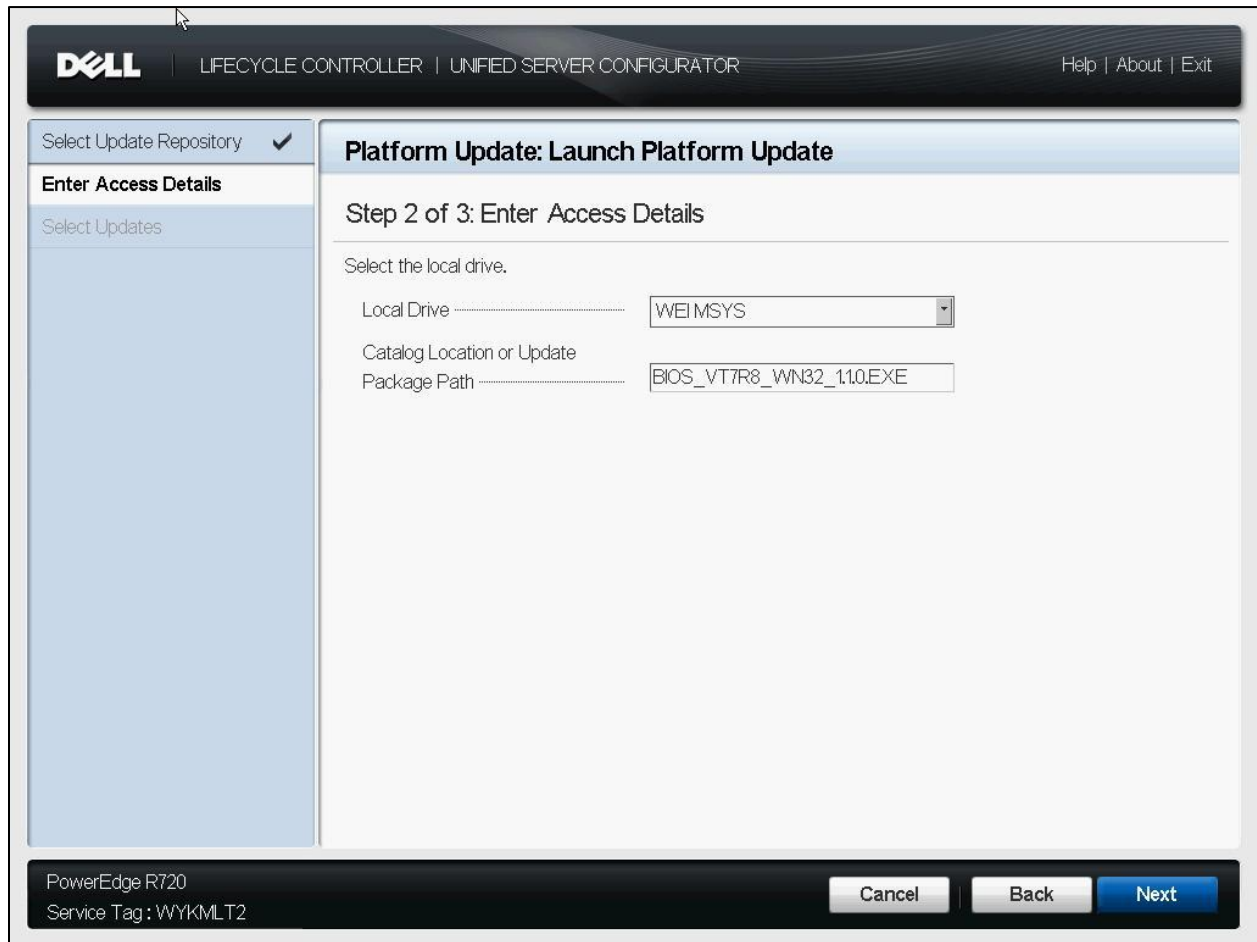 DELL | LIFECYCLE CONTROLLER | UNIFIED SERVER CONFIGURATOR
Help | About | Exit
Select Update Repository
Enter Access Details
Select Updates
Platform Update: Launch Platform Update
Step 2 of 3: Enter Access Details
Select the local drive.
Local Drive
WEIMSYS
Catalog Location or Update
Package Path
BIOS_VT7R8_WN32_1.1.0.EXE
PowerEdge R720
Service Tag : WYKMLT2
Cancel
Back
Next